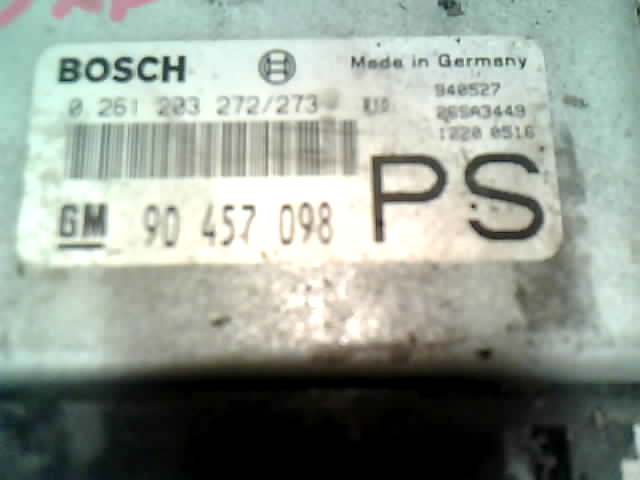 BOSCH Made in Germany
940527
0 261 203 272/273 26SA3449
1220 0516
GM 90 457 098 PS